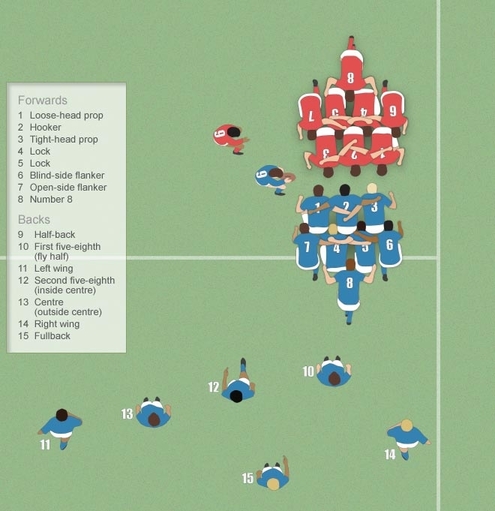 Forwards
1 Loose-head prop
2 Hooker
3 Tight-head prop
4 Lock
5 Lock
6 Blind-side flanker
7 Open-side flanker
8 Number 8
Backs
9 Half-back
10 First five-eighth
(fly half)
11 Left wing
12 Second five-eighth
(inside centre)
13 Centre
(outside centre)
14 Right wing
15 Fullback
8
7 5 4 6
3 2 1
9
9
1 2 3
7 4 5 6
8
10
12
13
11
14
15